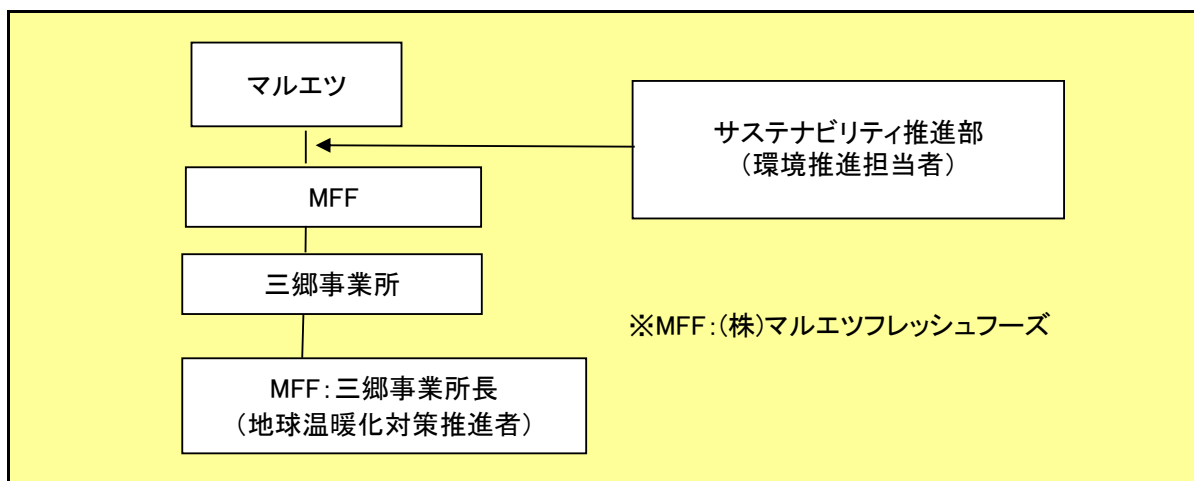 マルエツ
サステナビリティ推進部
（環境推進担当者）
MFF
三郷事業所
※MFF：（株）マルエツフレッシュフーズ
MFF：三郷事業所長
（地球温暖化対策推進者）